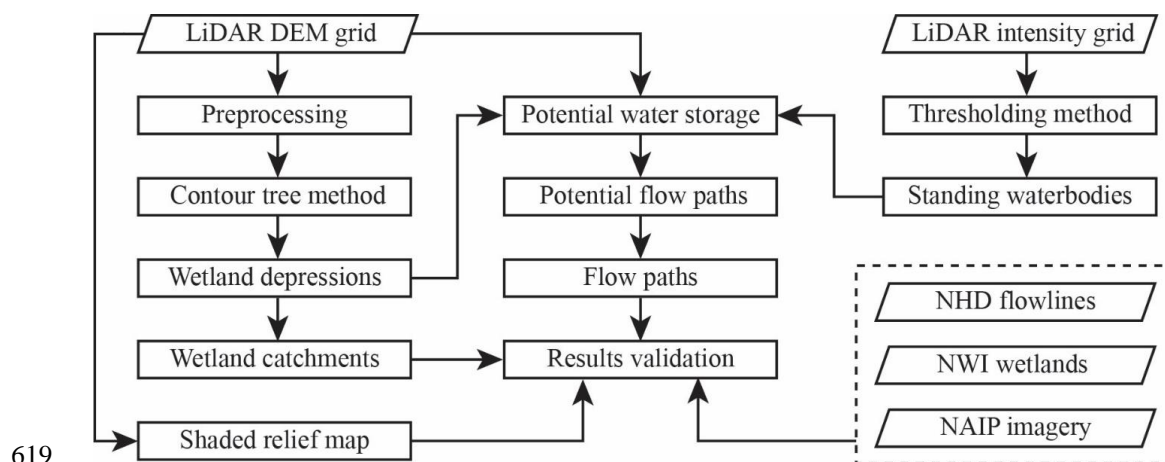 LiDAR DEM grid
LiDAR intensity grid
Preprocessing
Potential water storage
Thresholding method
Contour tree method
Potential flow paths
Standing waterbodies
Wetland depressions
Flow paths
NHD flowlines
Wetland catchments
Results validation
NWI wetlands
Shaded relief map
NAIP imagery
619